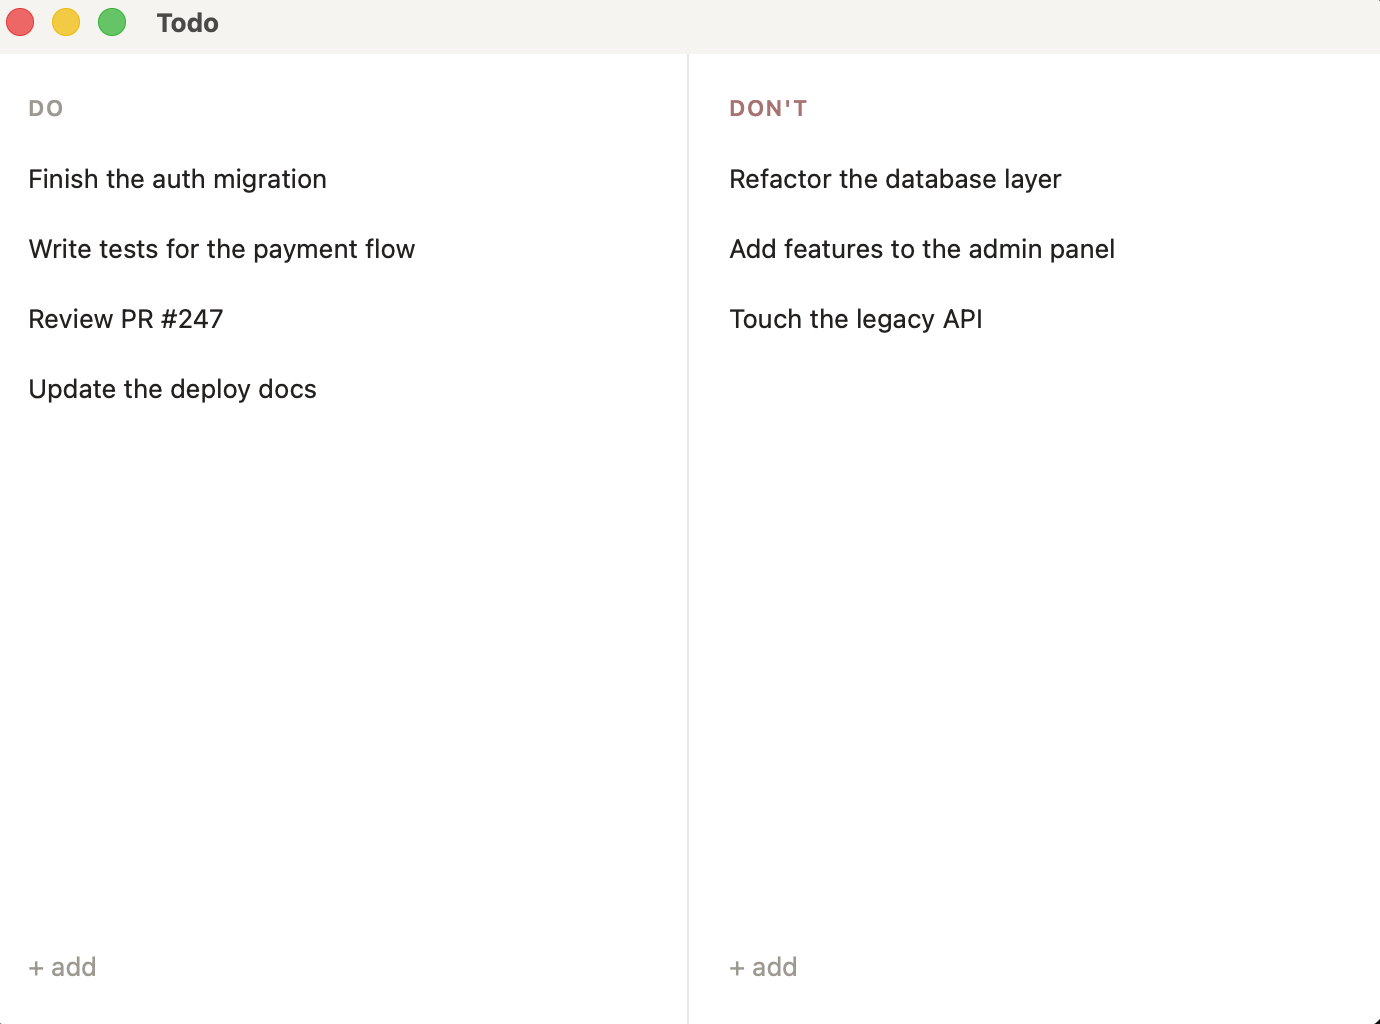 Todo
DO
Finish the auth migration
Write tests for the payment flow
Review PR #247
Update the deploy docs
+ add
DON'T
Refactor the database layer
Add features to the admin panel
Touch the legacy API
+ add